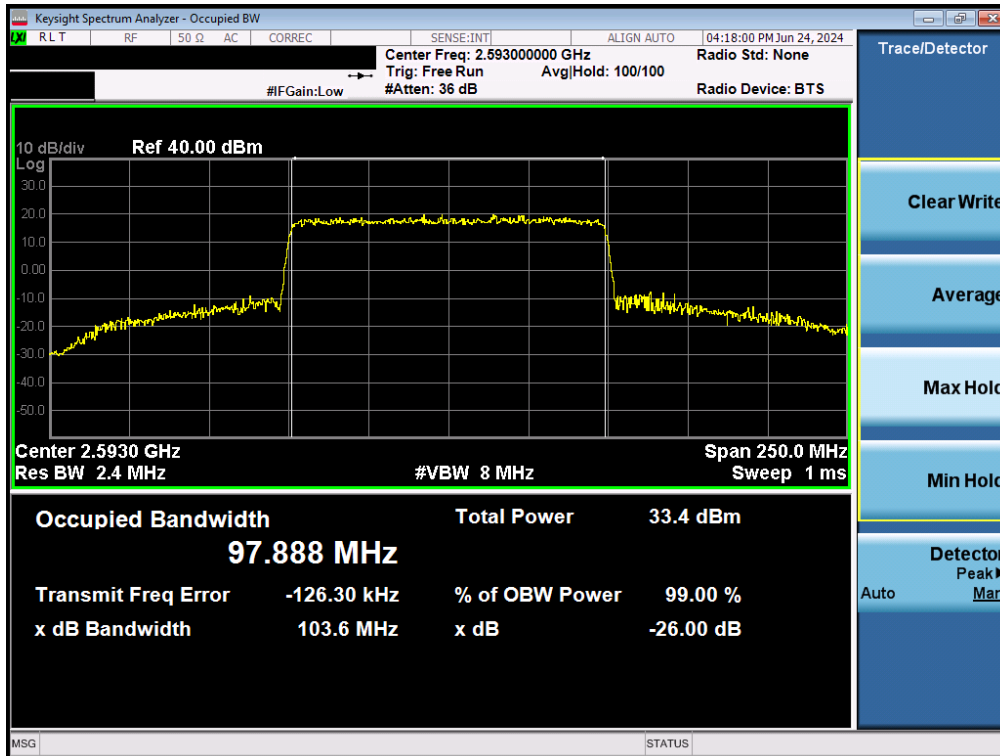 Keysight Spectrum Analyzer - Occupied BW
LXI RLT RF 50 Ω AC CORREC SENSE:INT ALIGN AUTO 04:18:00 PM Jun 24, 2024
Center Freq: 2.593000000 GHz Radio Std: None
Trig: Free Run Avg|Hold: 100/100
#IFGain:Low #Atten: 36 dB Radio Device: BTS
Trace/Detector
10 dB/div Ref 40.00 dBm
Log
30.0
20.0
10.0
0.00
-10.0
-20.0
-30.0
-40.0
-50.0
Center 2.5930 GHz Span 250.0 MHz
Res BW 2.4 MHz #VBW 8 MHz Sweep 1 ms
Clear Write
Average
Max Hold
Min Hold
Detector
Peak
Auto Man
Occupied Bandwidth Total Power 33.4 dBm
97.888 MHz
Transmit Freq Error -126.30 kHz % of OBW Power 99.00 %
x dB Bandwidth 103.6 MHz x dB -26.00 dB
MSG STATUS